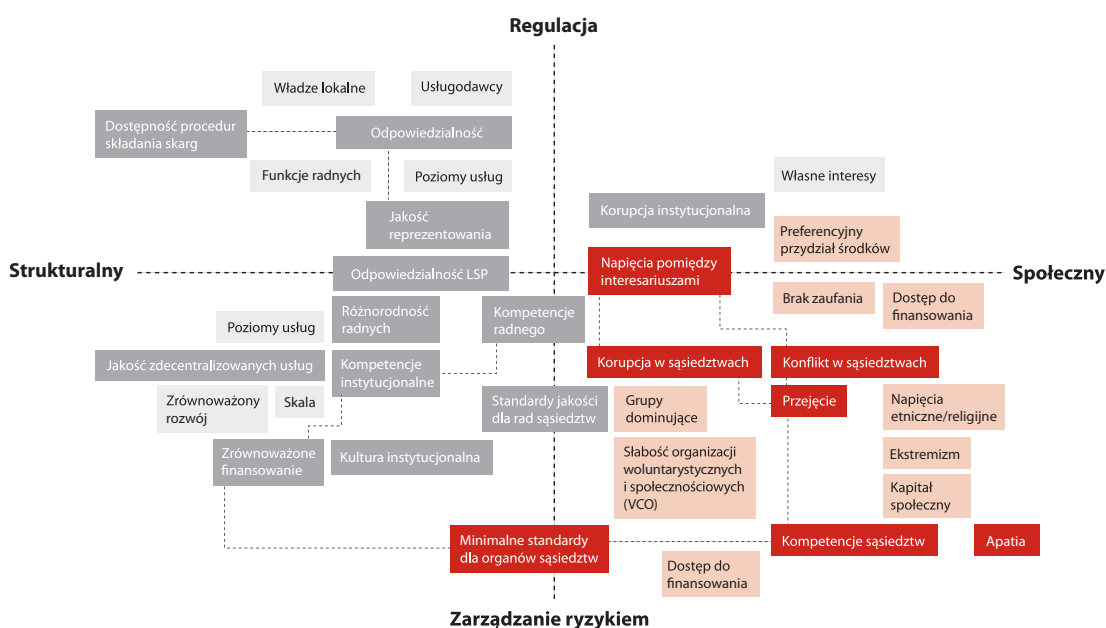 Regulacja
Władze lokalne
Usługodawcy
Dostępność procedur
składania skarg
Odpowiedzialność
Funkcje radnych
Poziomy usług
Własne interesy
Jakość
reprezentowania
Korupcja instytucjonalna
Preferencyjny
przydział środków
Strukturalny
Odpowiedzialność LSP
Napięcia pomiędzy
interesariuszami
Społeczny
Poziomy usług
Różnorodność
radnych
Kompetencje
radnego
Brak zaufania
Dostęp do
finansowania
Jakość zdecentralizowanych usług
Kompetencje
instytucjonalne
Korupcja w sąsiedztwach
Konflikt w sąsiedztwach
Zrównoważony
rozwój
Skala
Standardy jakości
dla rad sąsiedztw
Grupy
dominujące
Przejęcie
Napięcia
etniczne/religijne
Zrównoważone
finansowanie
Kultura instytucjonalna
Słabość organizacji
woluntarystycznych
i społecznościowych
(VCO)
Ekstremizm
Kapitał
społeczny
Minimalne standardy
dla organów sąsiedztw
Kompetencje sąsiedztw
Apatia
Dostęp do
finansowania
Zarządzanie ryzykiem